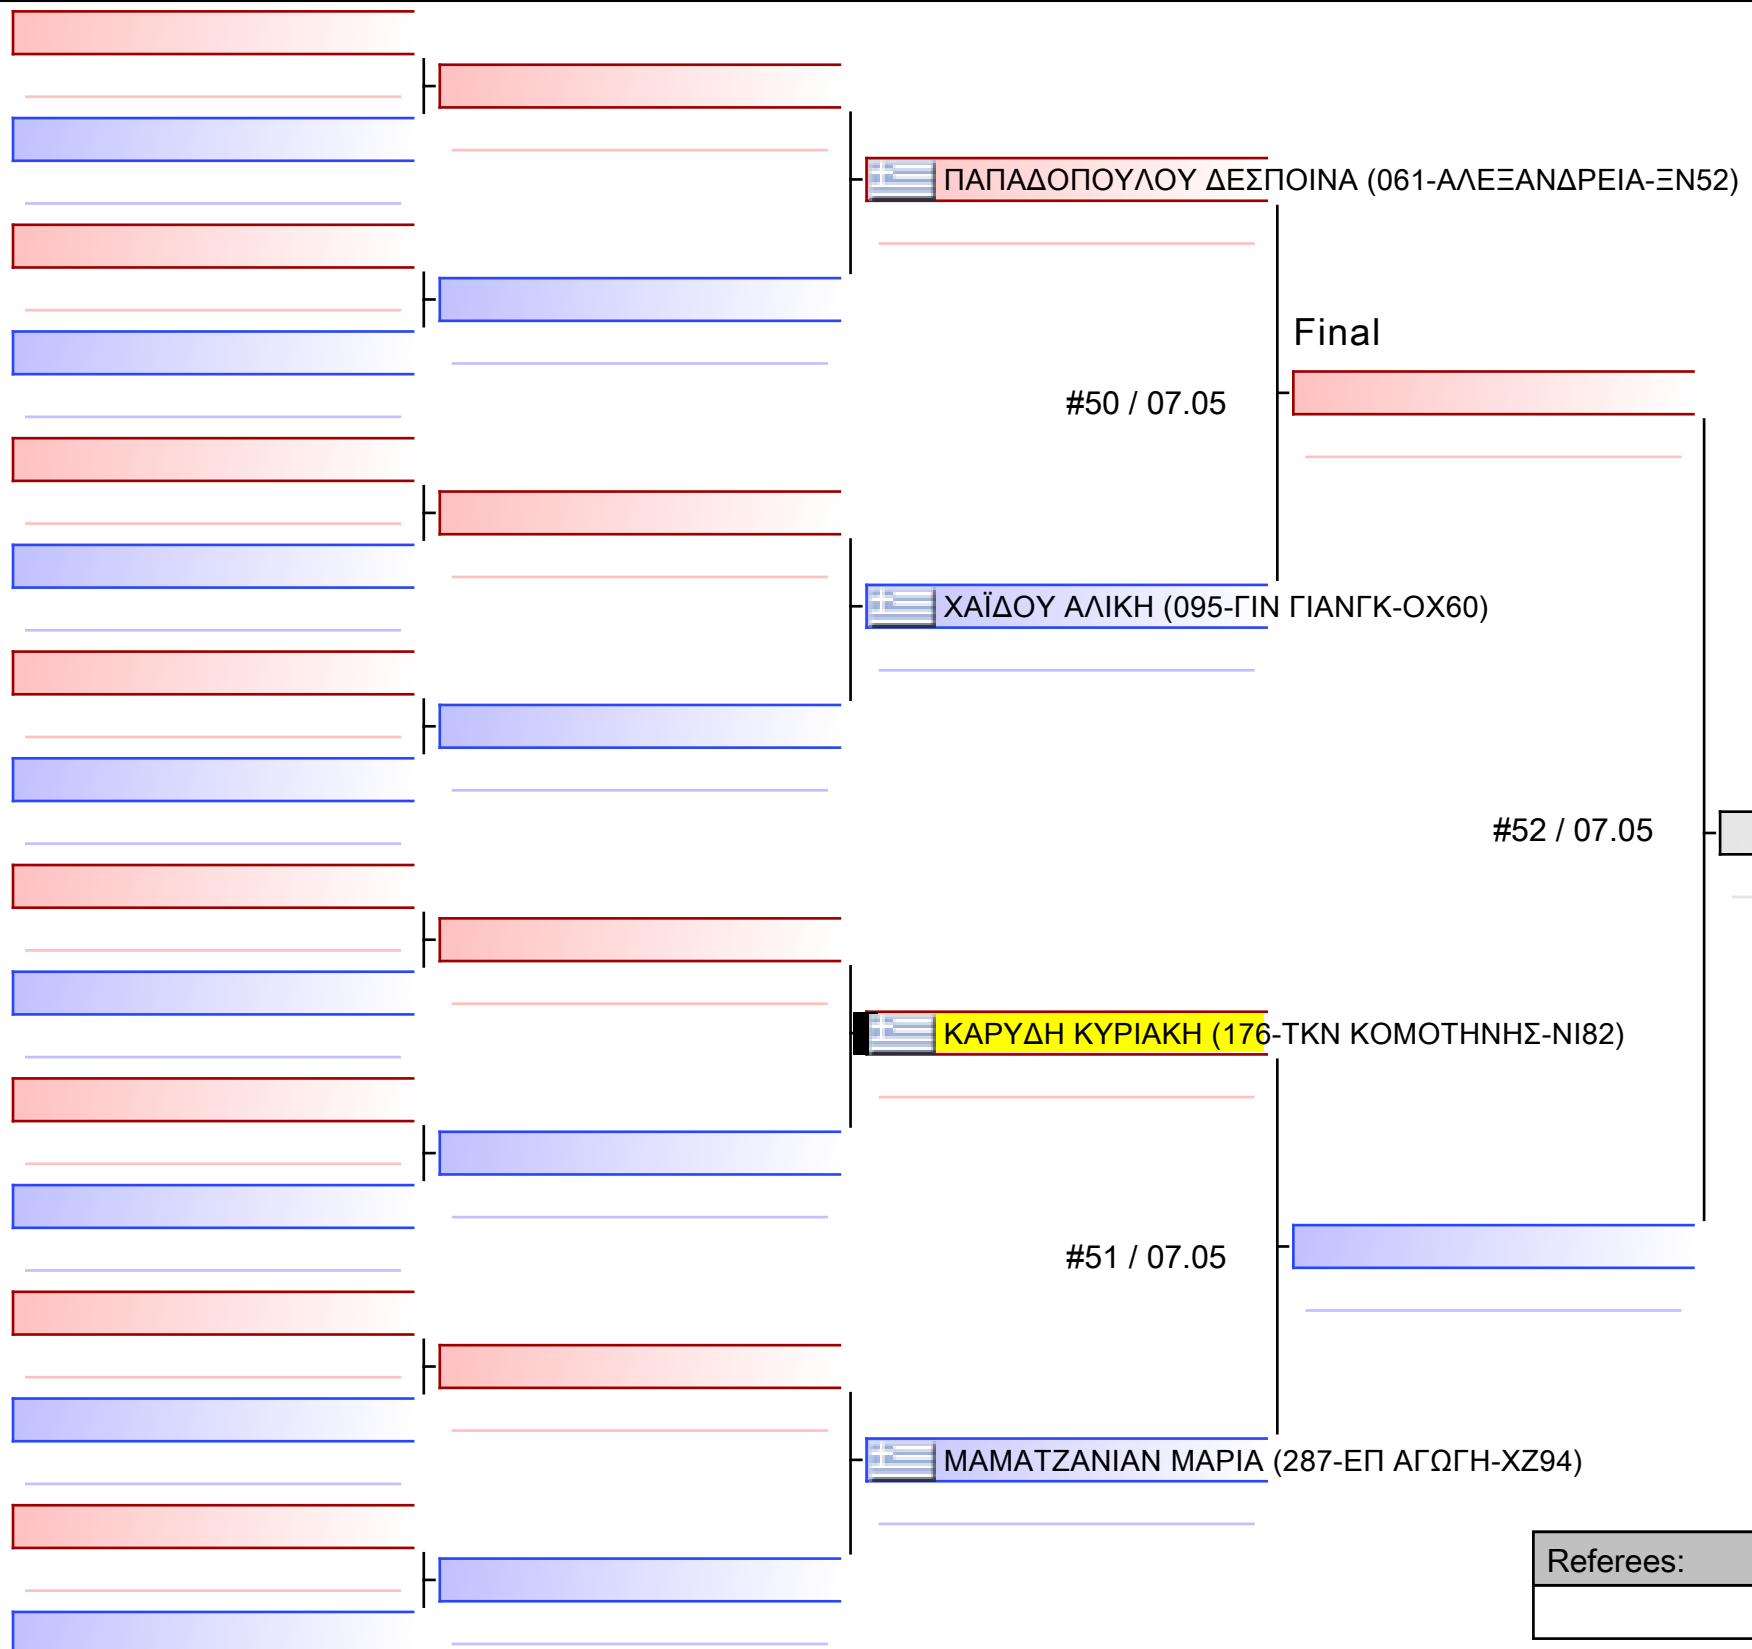 ΠΑΠΑΔΟΠΟΥΛΟΥ ΔΕΣΠΟΙΝΑ (061-ΑΛΕΞΑΝΔΡΕΙΑ-ΞΝ52)
Final
#50 / 07.05
ΧΑΪΔΟΥ ΑΛΙΚΗ (095-ΓΙΝ ΓΙΑΝΓΚ-ΟΧ60)
#52 / 07.05
ΚΑΡΥΔΗ ΚΥΡΙΑΚΗ (176-ΤΚΝ ΚΟΜΟΤΗΝΗΣ-ΝΙ82)
#51 / 07.05
ΜΑΜΑΤΖΑΝΙΑΝ ΜΑΡΙΑ (287-ΕΠ ΑΓΩΓΗ-ΧΖ94)
Referees: